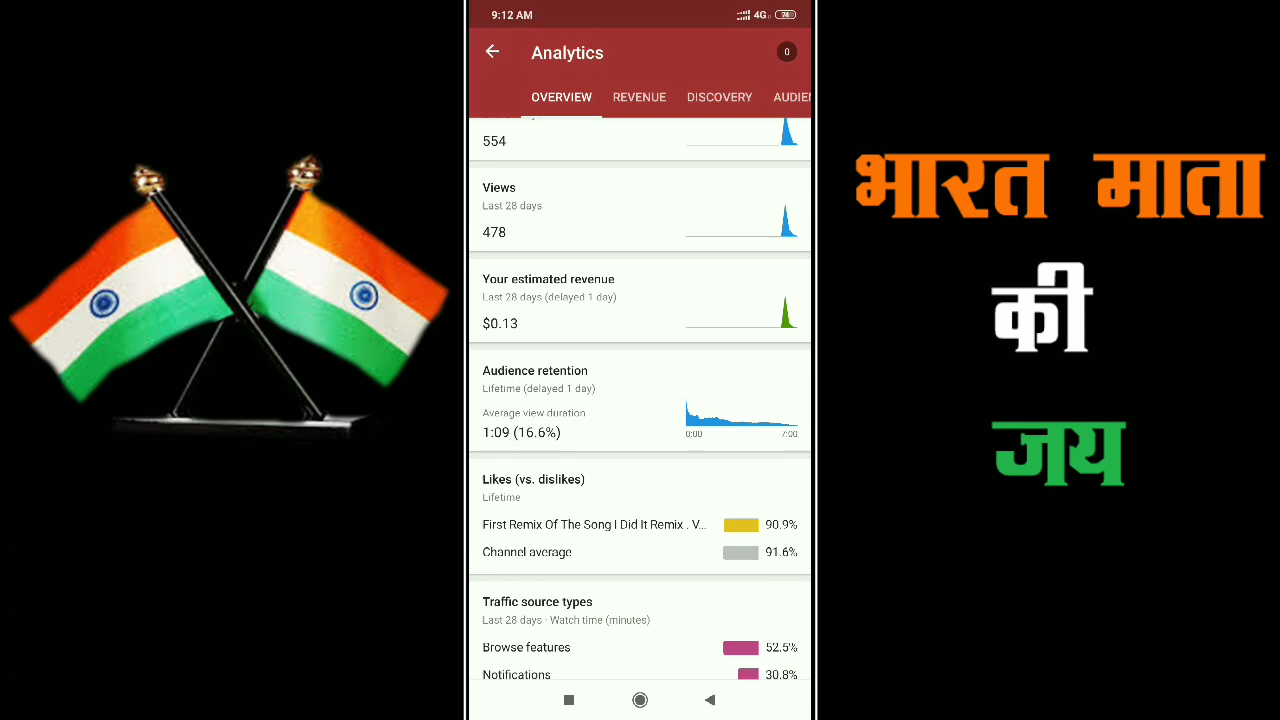 9:12 AM
4G
74
Analytics
0
OVERVIEW REVENUE DISCOVERY
554
Views
Last 28 days
478
Your estimated revenue
Last 28 days (delayed 1 day)
$0.13
Audience retention
Lifetime (delayed 1 day)
Average view duration
1:09 (16.6%)
0:00 7:00
Likes (vs. dislikes)
Lifetime
First Remix Of The Song I Did It Remix . V... 90.9%
Channel average 91.6%
Traffic source types
Last 28 days · Watch time (minutes)
Browse features 52.5%
Notifications 30.8%
भारत माता
की
जय